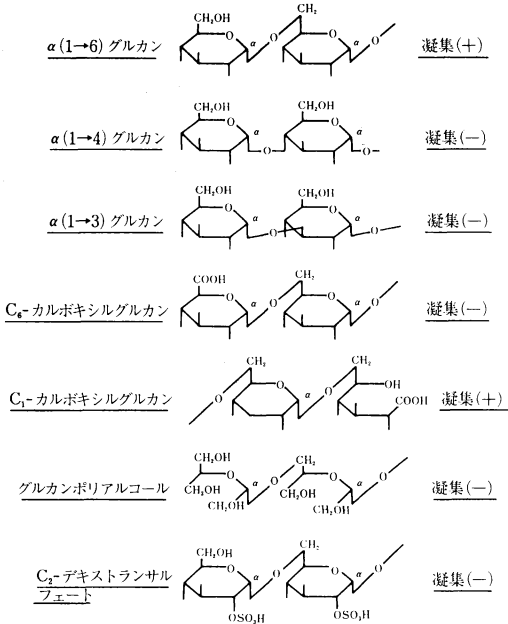 CH₂OH
CH₂
α(1→6)グルカン
O α O O α O
凝集(+)
CH₂OH CH₂OH
α(1→4)グルカン
O α O O α O
凝集(-)
CH₂OH CH₂OH
α(1→3)グルカン
O α O O α O
凝集(-)
COOH CH₂
C₆-カルボキシルグルカン
O α O O α O
凝集(-)
CH₂ CH₂
C₁-カルボキシルグルカン
O O α O OH COOH
凝集(+)
CH₂OH CH₂
グルカンポリアルコール
O α O O α O
CH₂OH CH₂OH CH₂OH CH₂OH
凝集(-)
CH₂OH CH₂
C₂-デキストランサル
フェート
O α O O α O
凝集(-)
OSO₃H OSO₃H